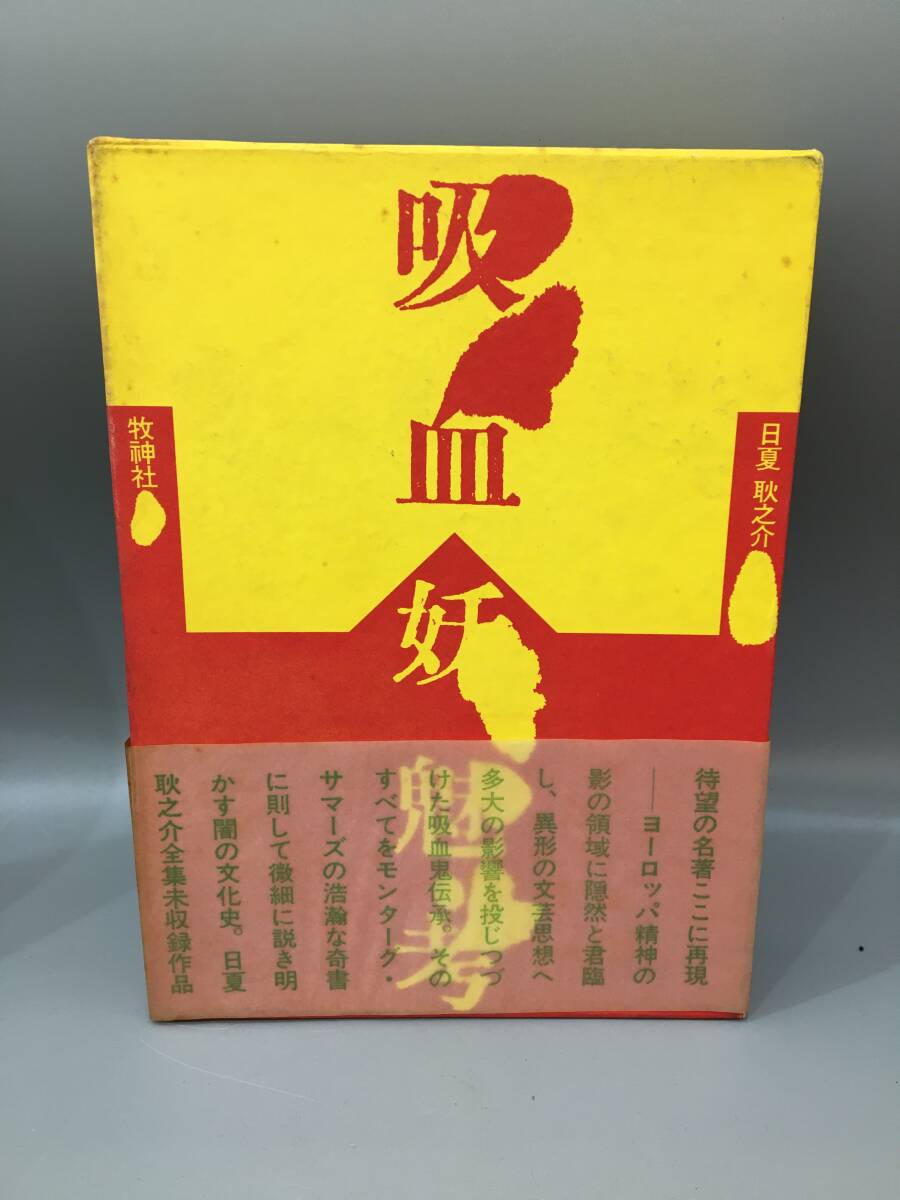 吸血妖魅考
日夏耿之介
牧神社
待望の名著ここに再現
――ヨーロッパ精神の
影の領域に隠然と君臨
し、異形の文芸思想へ
多大の影響を投じつづ
けた吸血鬼伝承。その
すべてをモンターグ・
サマーズの浩瀚な奇書
に則して微細に説き明
かす闇の文化史。日夏
耿之介全集未収録作品